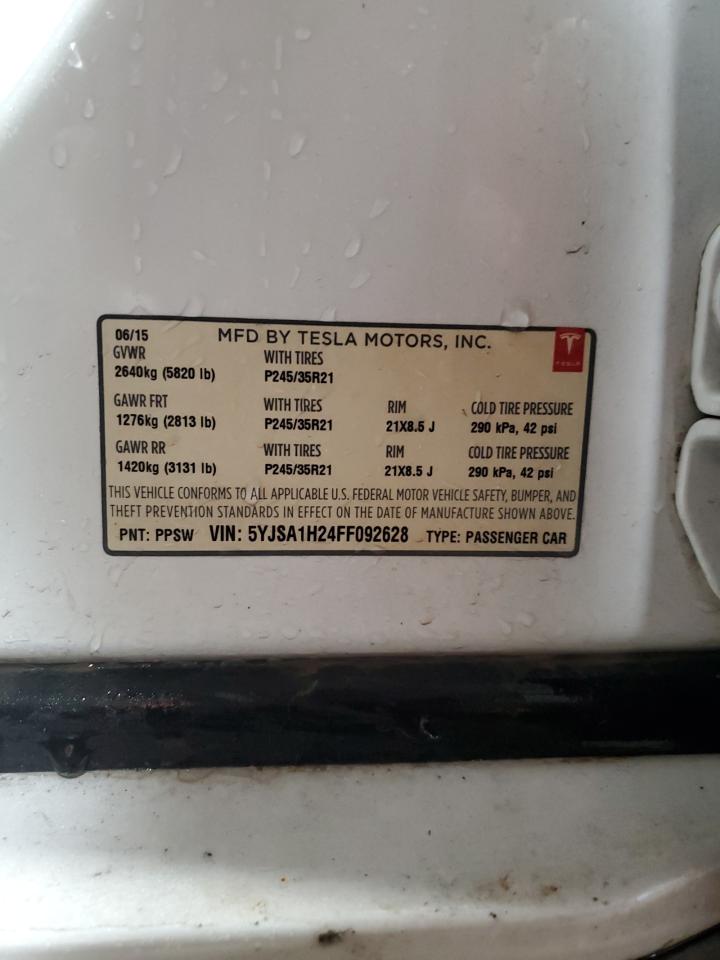 06/15 MFD BY TESLA MOTORS, INC.
GVWR WITH TIRES
2640kg (5820 lb) P245/35R21
TESLA
GAWR FRT WITH TIRES RIM COLD TIRE PRESSURE
1276kg (2813 lb) P245/35R21 21X8.5 J 290 kPa, 42 psi
GAWR RR WITH TIRES RIM COLD TIRE PRESSURE
1420kg (3131 lb) P245/35R21 21X8.5 J 290 kPa, 42 psi
THIS VEHICLE CONFORMS TO ALL APPLICABLE U.S. FEDERAL MOTOR VEHICLE SAFETY, BUMPER, AND
THEFT PREVENTION STANDARDS IN EFFECT ON THE DATE OF MANUFACTURE SHOWN ABOVE.
PNT: PPSW VIN: 5YJSA1H24FF092628 TYPE: PASSENGER CAR